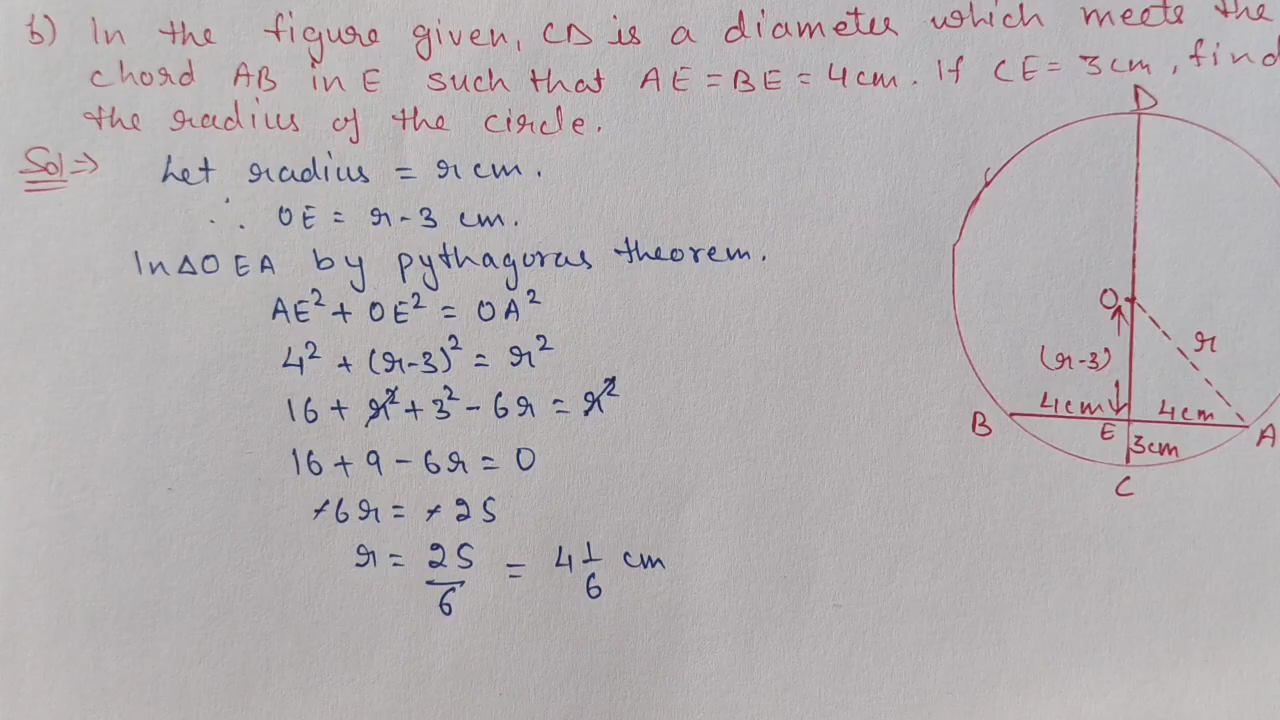 b) In the figure given, CD is a diameter which meets the
chord AB in E such that AE = BE = 4cm. If CE = 3cm, find
the radius of the circle.
Sol ⇒ Let radius = r cm.
∴ OE = r-3 cm.
In ΔOEA by pythagoras theorem.
AE² + OE² = OA²
4² + (r-3)² = r²
16 + r² + 3² - 6r = r²
16 + 9 - 6r = 0
-6r = -25
r = 25/6 = 4 1/6 cm
D
O
r
(r-3)
4cm 4cm
B E A
3cm
C